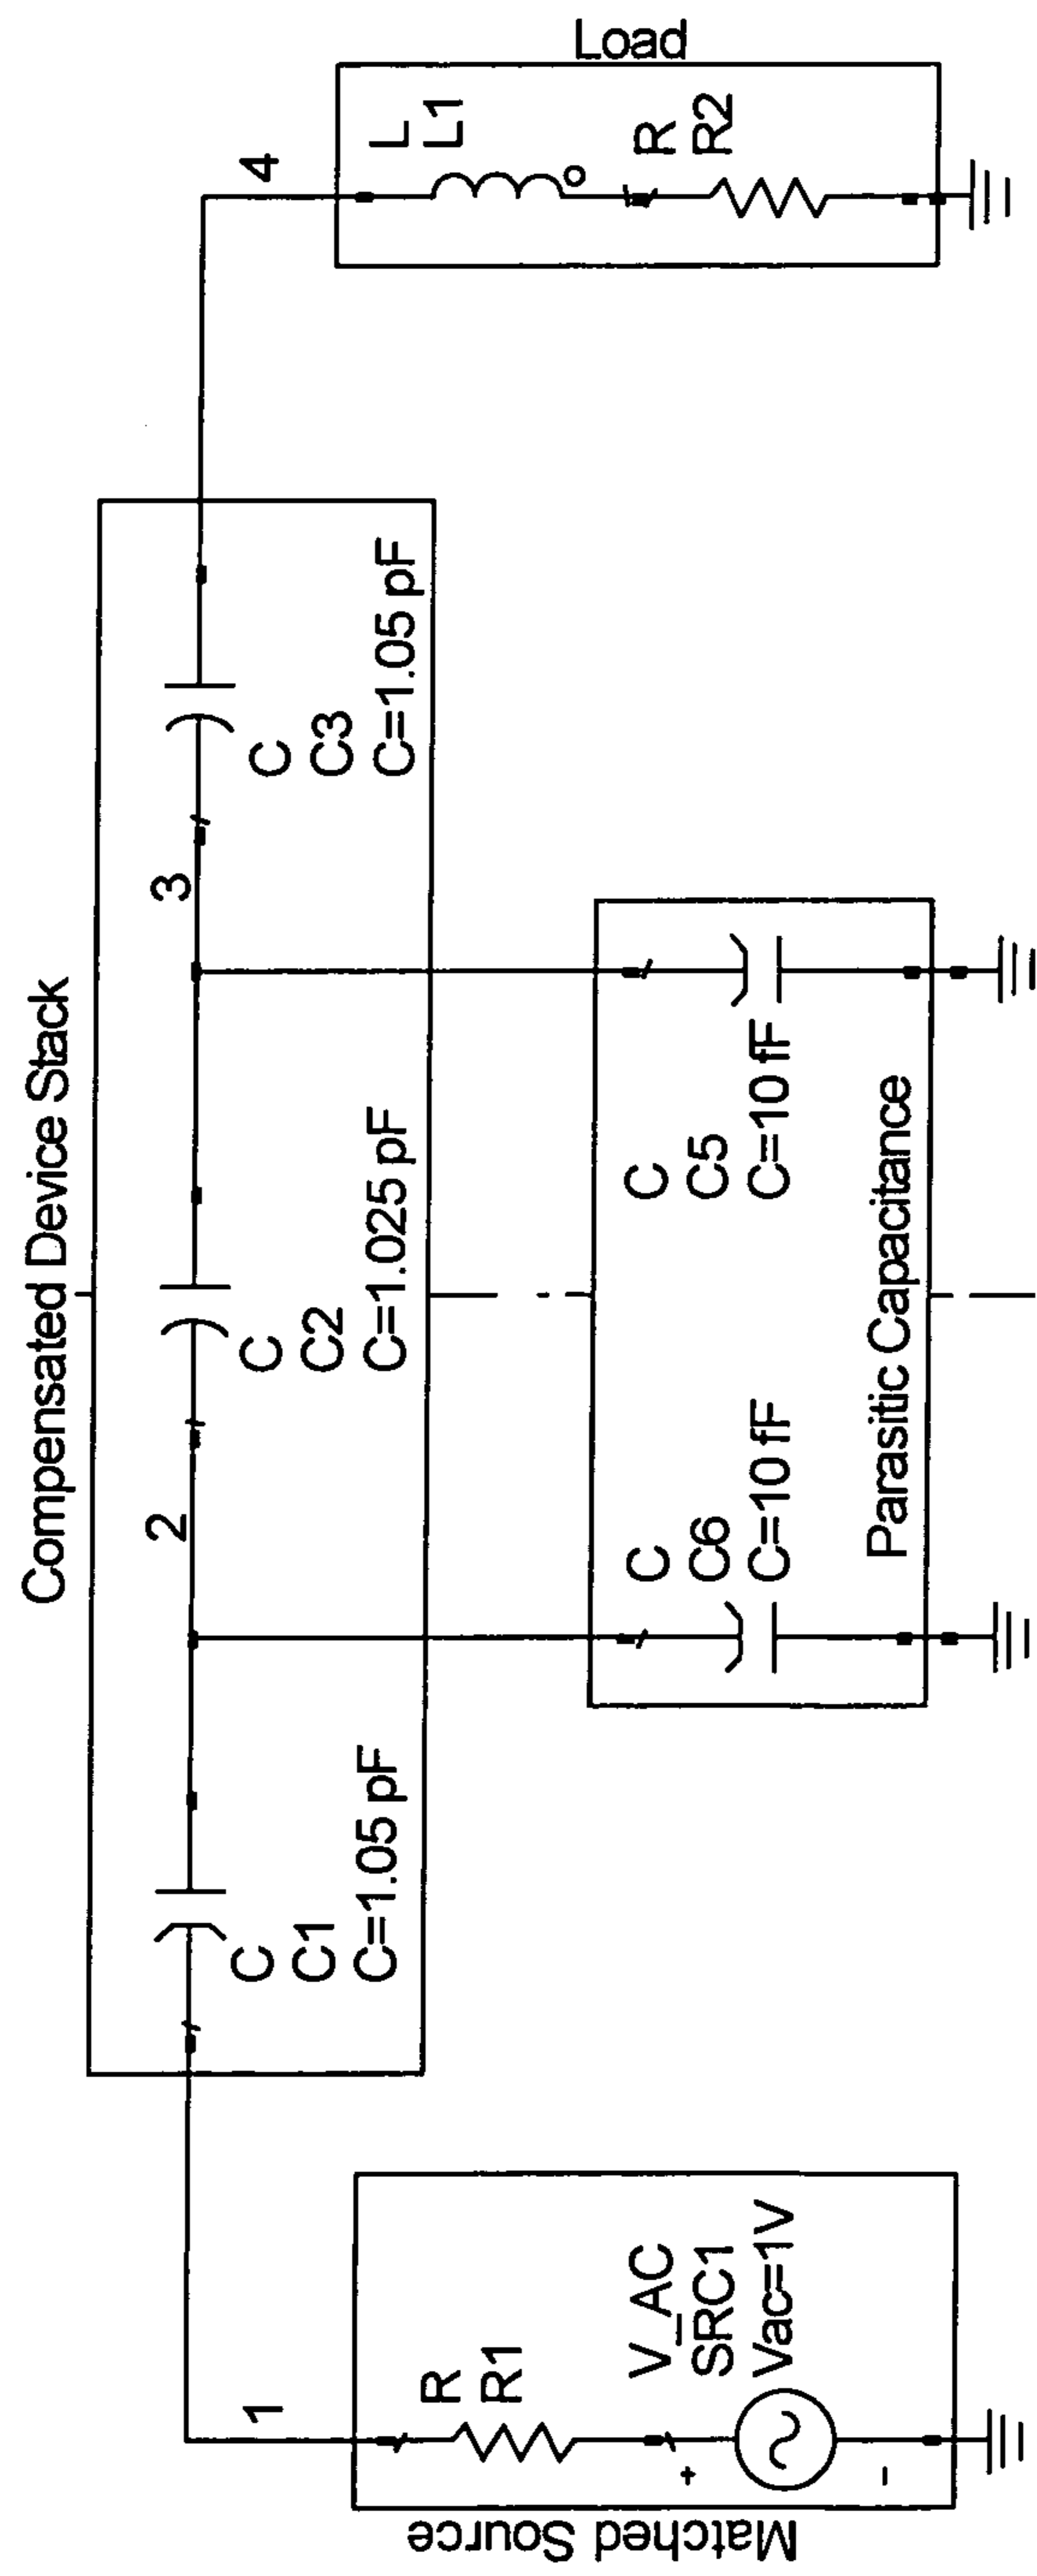 Compensated Device Stack
1
2
3
4
C
C1
C=1.05 pF
C
C2
C=1.025 pF
C
C3
C=1.05 pF
Matched Source
R
R1
V_AC
SRC1
Vac=1V
+
-
C
C6
C=10 fF
C
C5
C=10 fF
Parasitic Capacitance
Load
L
L1
R
R2